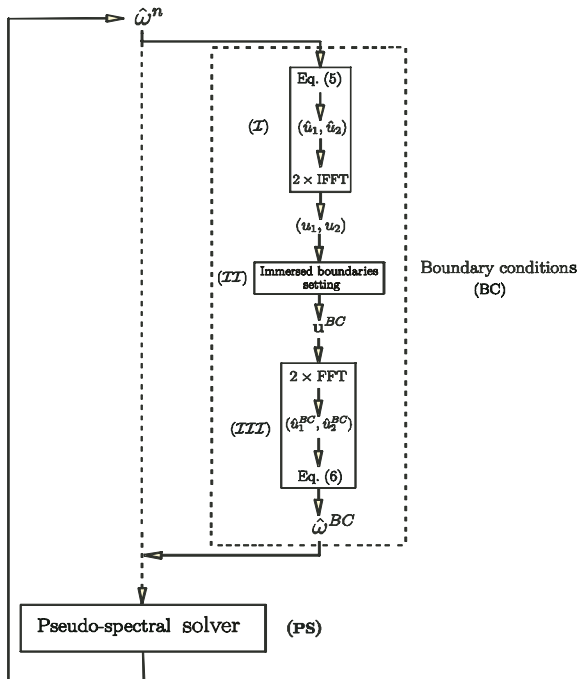 ω̂ⁿ
Eq. (5)
(𝓘)
(û₁, û₂)
2 × IFFT
(u₁, u₂)
(𝓘𝓘)
Immersed boundaries
setting
Boundary conditions
(BC)
u^{BC}
2 × FFT
(𝓘𝓘𝓘)
(û₁^{BC}, û₂^{BC})
Eq. (6)
ω̂^{BC}
Pseudo-spectral solver
(PS)